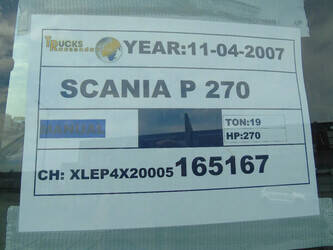 TRUCKS YEAR:11-04-2007
SCANIA P 270
TON:19
HP:270
CH: XLEP4X20005165167